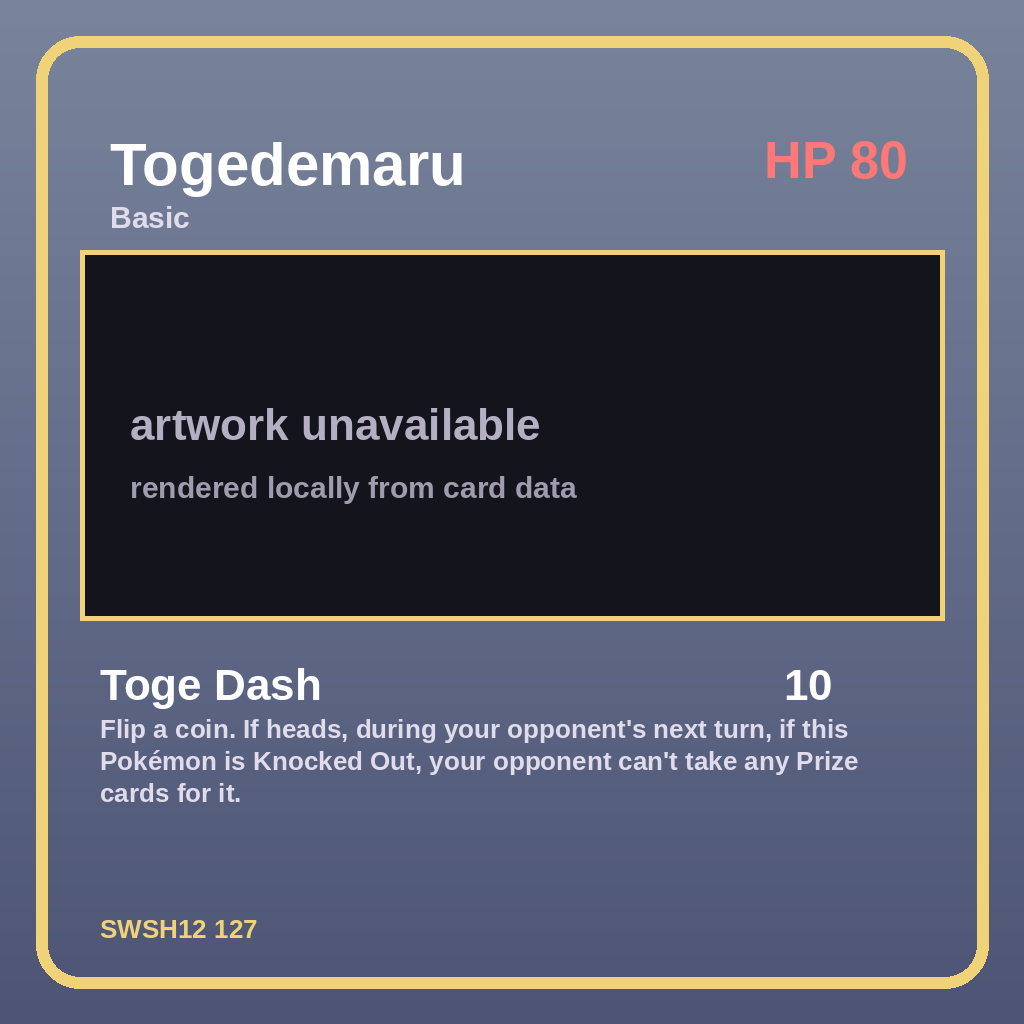 Togedemaru
HP 80
Basic
artwork unavailable
rendered locally from card data
Toge Dash
10
Flip a coin. If heads, during your opponent's next turn, if this
Pokémon is Knocked Out, your opponent can't take any Prize
cards for it.
SWSH12 127